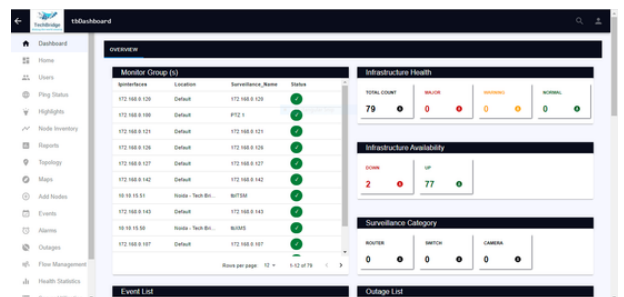 TechBridge
tbDashboard
Dashboard
Home
Users
Ping Status
Highlights
Node Inventory
Reports
Topology
Maps
Add Nodes
Events
Alarms
Outages
Flow Management
Health Statistics
OVERVIEW
Monitor Group (s)
Ipinterfaces Location Surveillance_Name Status
172.168.0.120 Default 172.168.0.120
172.168.0.108 Default PTZ 1
172.168.0.121 Default 172.168.0.121
172.168.0.126 Default 172.168.0.126
172.168.0.127 Default 172.168.0.127
172.168.0.142 Default 172.168.0.142
10.10.15.51 Noida - Tech Bri... tbITSM
172.168.0.143 Default 172.168.0.143
10.10.15.50 Noida - Tech Bri... tbXMS
172.168.0.107 Default 172.168.0.107
Rows per page: 12 1-12 of 79
Event List
Infrastructure Health
TOTAL COUNT MAJOR WARNING NORMAL
79 0 0 0
Infrastructure Availability
DOWN UP
2 77
Surveillance Category
ROUTER SWITCH CAMERA
0 0 0
Outage List